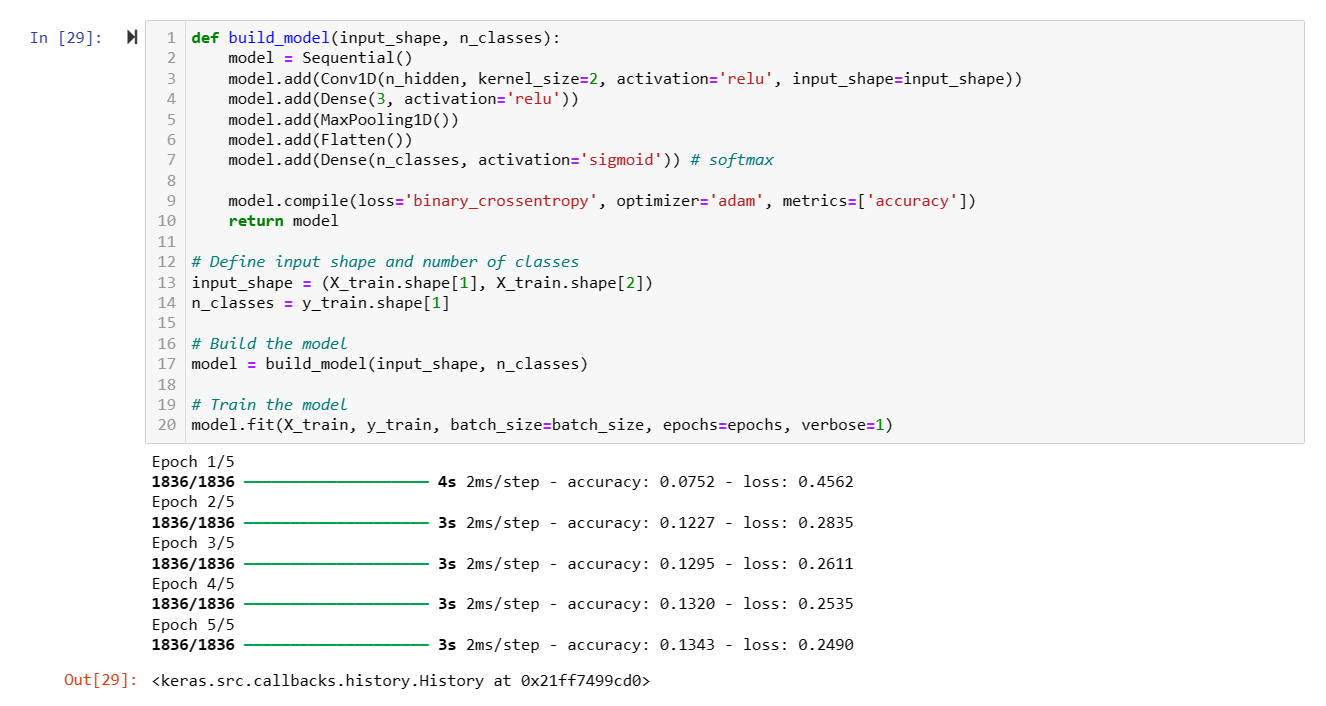 In [29]:
1 def build_model(input_shape, n_classes):
2     model = Sequential()
3     model.add(Conv1D(n_hidden, kernel_size=2, activation='relu', input_shape=input_shape))
4     model.add(Dense(3, activation='relu'))
5     model.add(MaxPooling1D())
6     model.add(Flatten())
7     model.add(Dense(n_classes, activation='sigmoid')) # softmax
8
9     model.compile(loss='binary_crossentropy', optimizer='adam', metrics=['accuracy'])
10     return model
11
12 # Define input shape and number of classes
13 input_shape = (X_train.shape[1], X_train.shape[2])
14 n_classes = y_train.shape[1]
15
16 # Build the model
17 model = build_model(input_shape, n_classes)
18
19 # Train the model
20 model.fit(X_train, y_train, batch_size=batch_size, epochs=epochs, verbose=1)
Epoch 1/5
1836/1836 ━━━━━━━━━━━━━━━━━━━━ 4s 2ms/step - accuracy: 0.0752 - loss: 0.4562
Epoch 2/5
1836/1836 ━━━━━━━━━━━━━━━━━━━━ 3s 2ms/step - accuracy: 0.1227 - loss: 0.2835
Epoch 3/5
1836/1836 ━━━━━━━━━━━━━━━━━━━━ 3s 2ms/step - accuracy: 0.1295 - loss: 0.2611
Epoch 4/5
1836/1836 ━━━━━━━━━━━━━━━━━━━━ 3s 2ms/step - accuracy: 0.1320 - loss: 0.2535
Epoch 5/5
1836/1836 ━━━━━━━━━━━━━━━━━━━━ 3s 2ms/step - accuracy: 0.1343 - loss: 0.2490
Out[29]: <keras.src.callbacks.history.History at 0x21ff7499cd0>